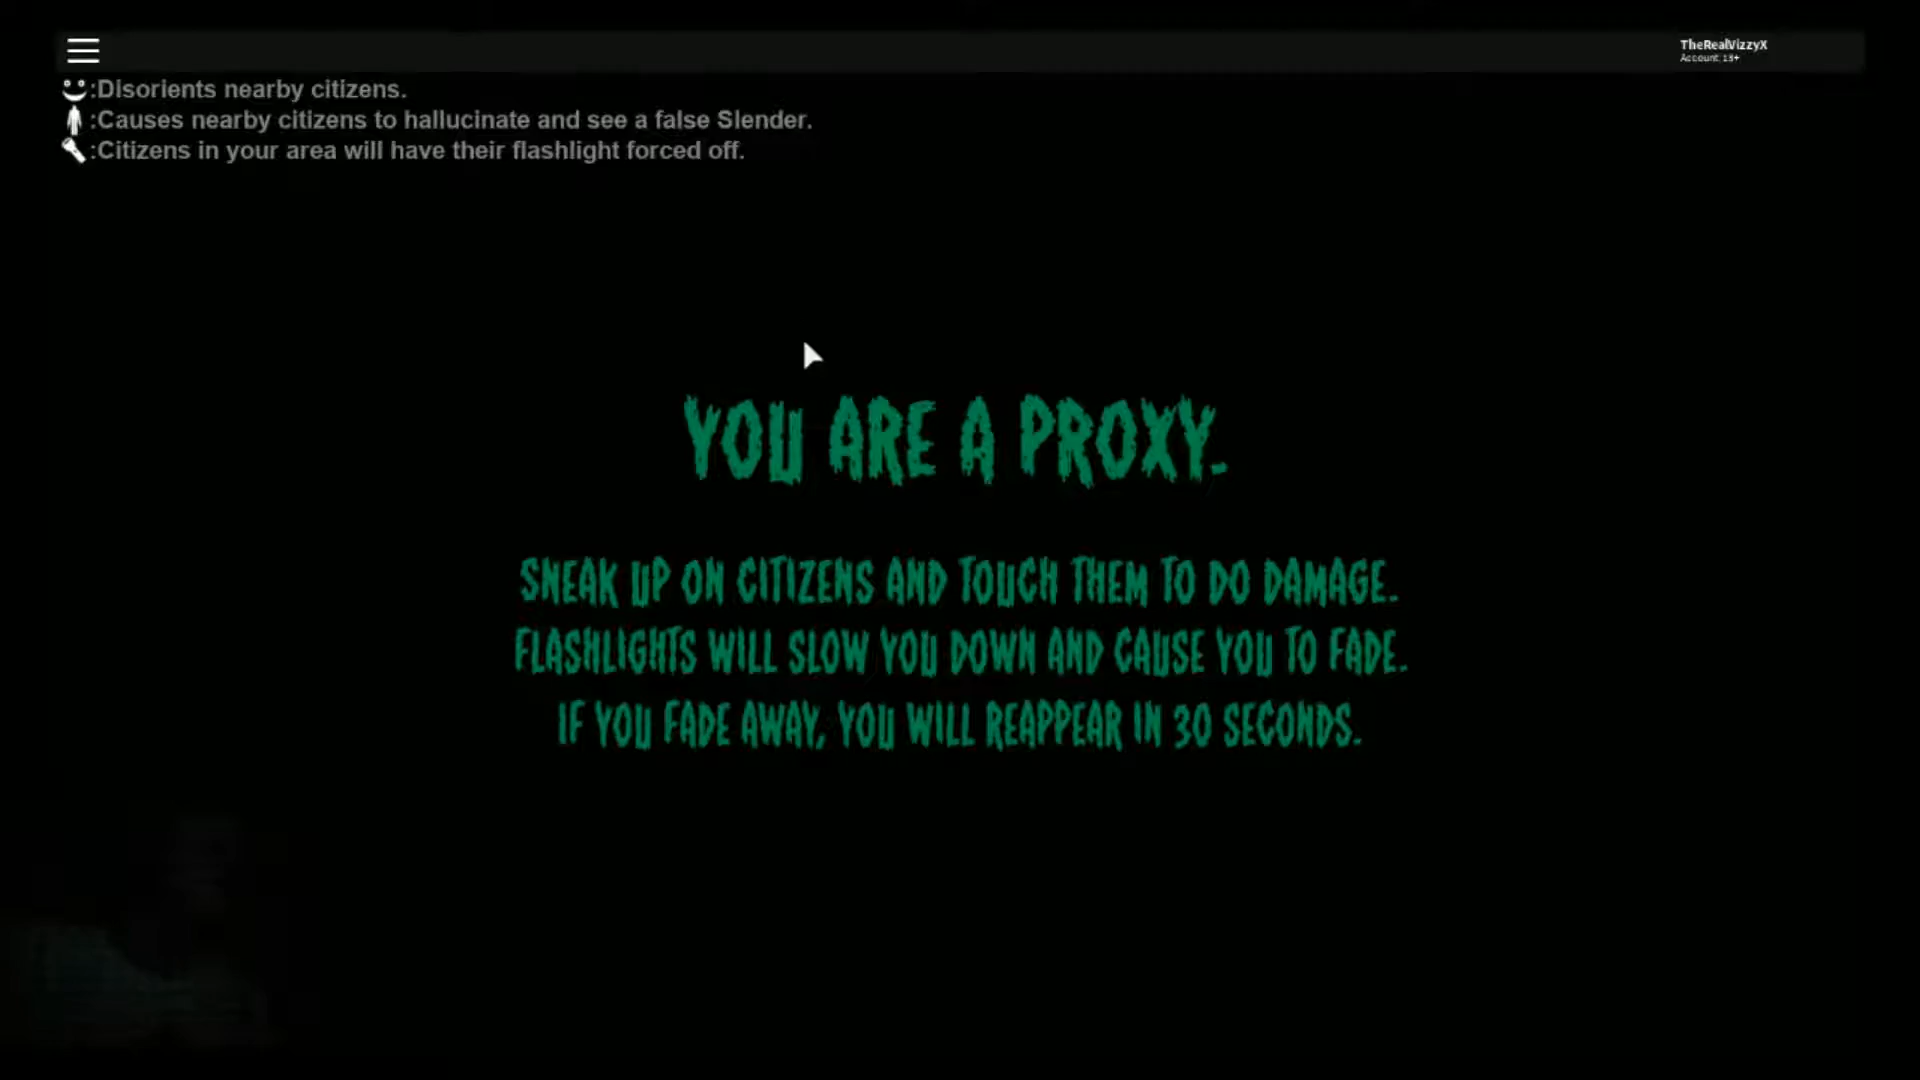 TheRealVizzyX
Account: 13+
:Disorients nearby citizens.
:Causes nearby citizens to hallucinate and see a false Slender.
:Citizens in your area will have their flashlight forced off.
YOU ARE A PROXY.
SNEAK UP ON CITIZENS AND TOUCH THEM TO DO DAMAGE.
FLASHLIGHTS WILL SLOW YOU DOWN AND CAUSE YOU TO FADE.
IF YOU FADE AWAY, YOU WILL REAPPEAR IN 30 SECONDS.